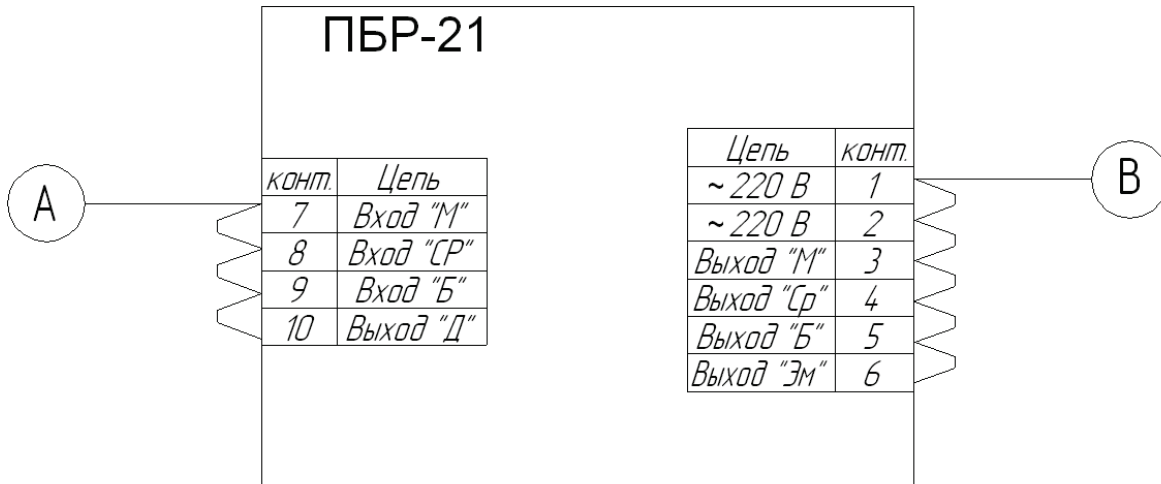 ПБР-21
A
конт. Цепь
7 Вход "М"
8 Вход "СР"
9 Вход "Б"
10 Выход "Д"
Цепь конт.
~ 220 В 1
~ 220 В 2
Выход "М" 3
Выход "Ср" 4
Выход "Б" 5
Выход "Эм" 6
B